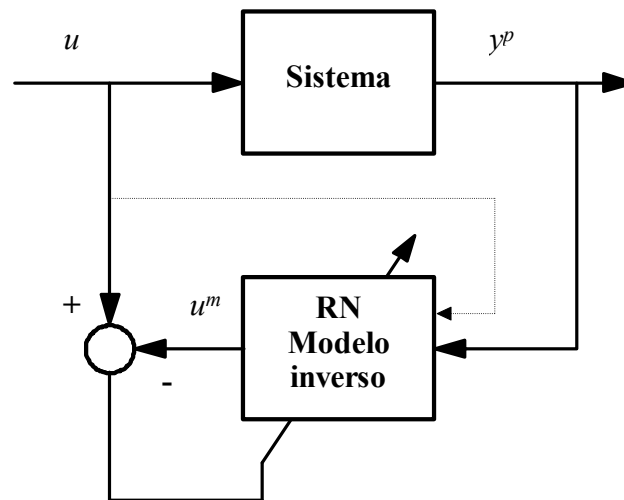 u
Sistema
y^p
+
u^m
-
RN
Modelo
inverso